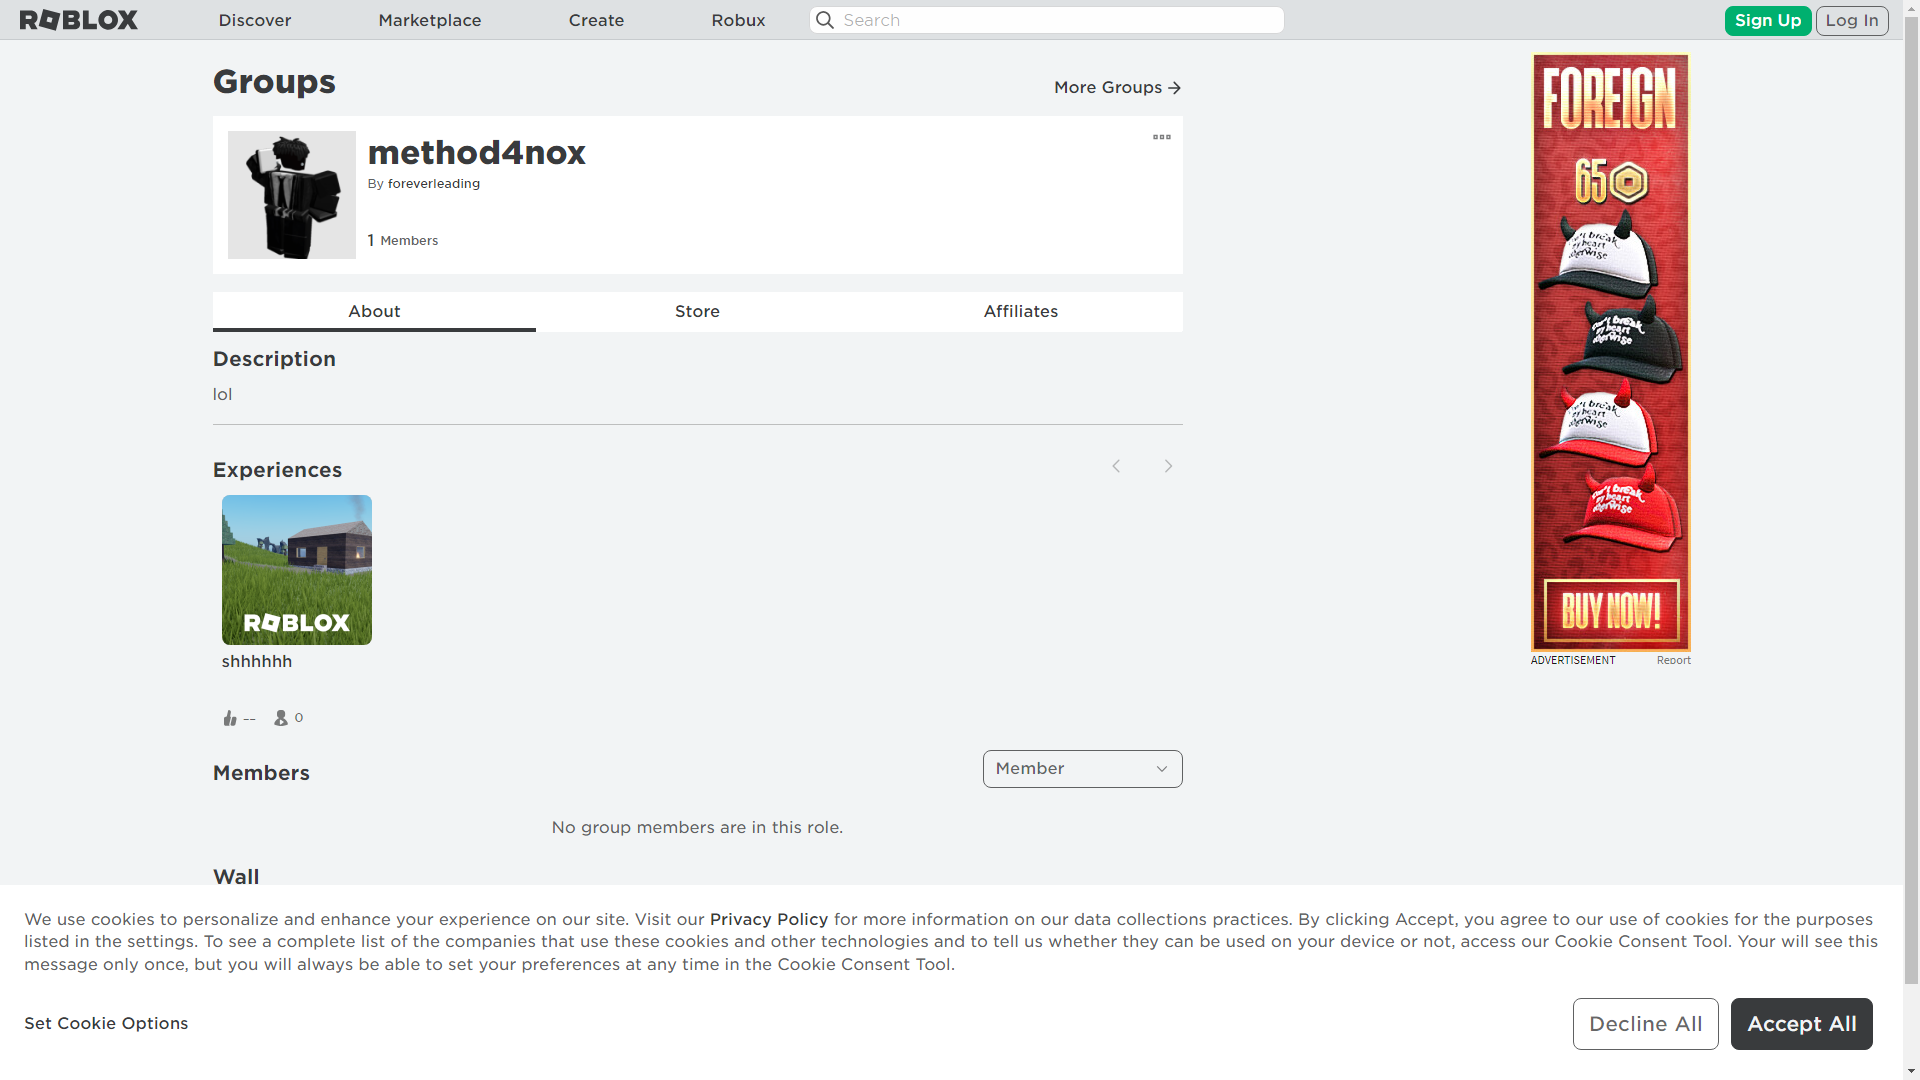 ROBLOX
Discover
Marketplace
Create
Robux
Search
Sign Up
Log In
Groups
More Groups
method4nox
By foreverleading
1 Members
About
Store
Affiliates
Description
lol
Experiences
ROBLOX
shhhhhh
--
0
Members
Member
No group members are in this role.
Wall
FOREIGN
65
BUY NOW!
ADVERTISEMENT
Report
We use cookies to personalize and enhance your experience on our site. Visit our Privacy Policy for more information on our data collections practices. By clicking Accept, you agree to our use of cookies for the purposes
listed in the settings. To see a complete list of the companies that use these cookies and other technologies and to tell us whether they can be used on your device or not, access our Cookie Consent Tool. Your will see this
message only once, but you will always be able to set your preferences at any time in the Cookie Consent Tool.
Set Cookie Options
Decline All
Accept All